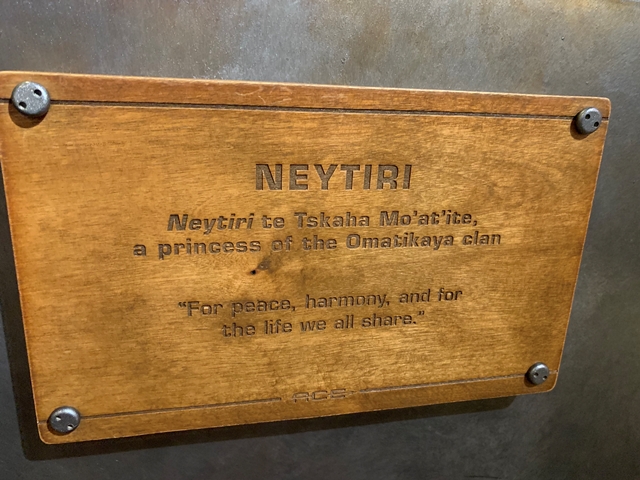 NEYTIRI
Neytiri te Tskaha Mo'at'ite,
a princess of the Omatikaya clan
"For peace, harmony, and for
the life we all share."
ACE